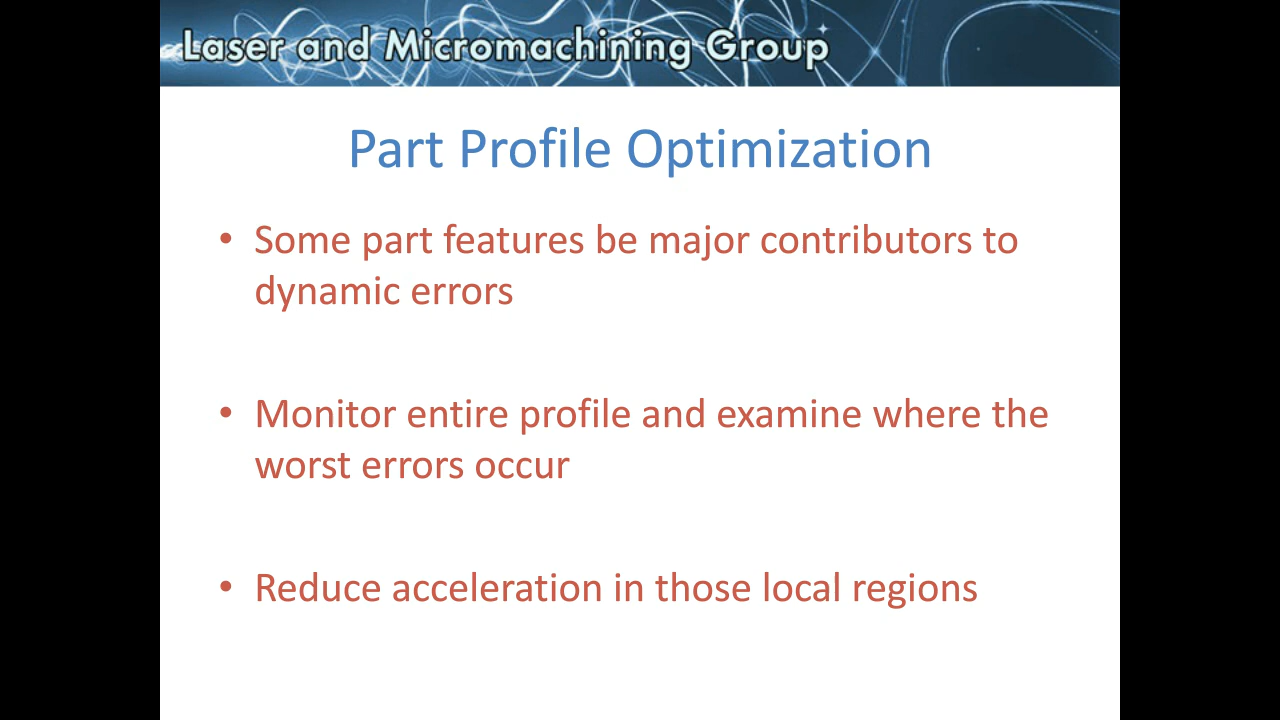 Laser and Micromachining Group
Part Profile Optimization
• Some part features be major contributors to
dynamic errors
• Monitor entire profile and examine where the
worst errors occur
• Reduce acceleration in those local regions